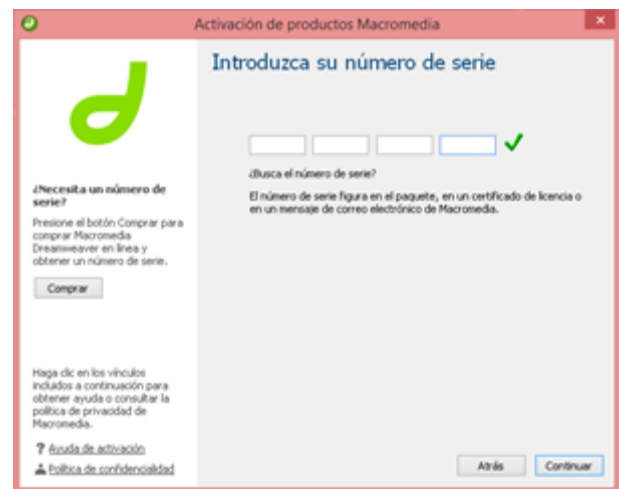 Activación de productos Macromedia
Introduzca su número de serie
¿Busca el número de serie?
El número de serie figura en el paquete, en un certificado de licencia o
en un mensaje de correo electrónico de Macromedia.
¿Necesita un número de
serie?
Presione el botón Comprar para
comprar Macromedia
Dreamweaver en línea y
obtener un número de serie.
Comprar
Haga clic en los vínculos
incluidos a continuación para
obtener ayuda o consultar la
política de privacidad de
Macromedia.
? Ayuda de activación
Política de confidencialidad
Atrás
Continuar